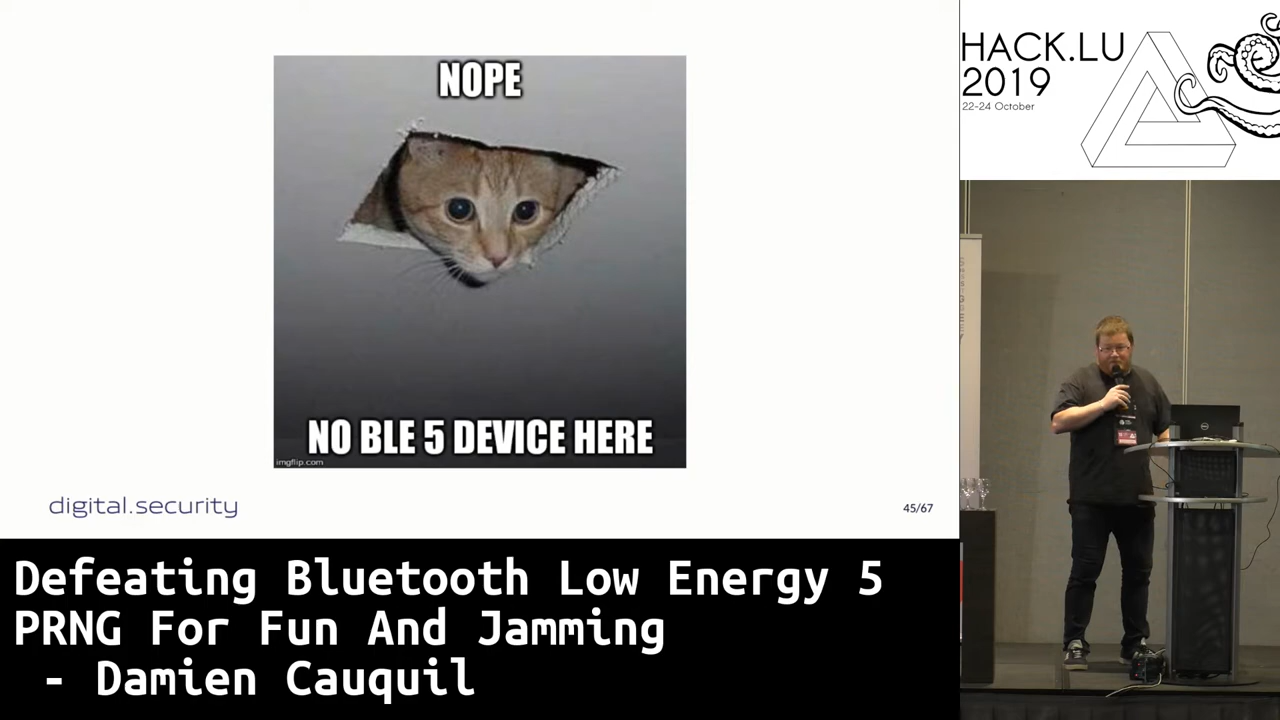 NOPE
NO BLE 5 DEVICE HERE
imgflip.com
digital.security
45/67
HACK.LU
2019
22-24 October
Defeating Bluetooth Low Energy 5
PRNG For Fun And Jamming
- Damien Cauquil